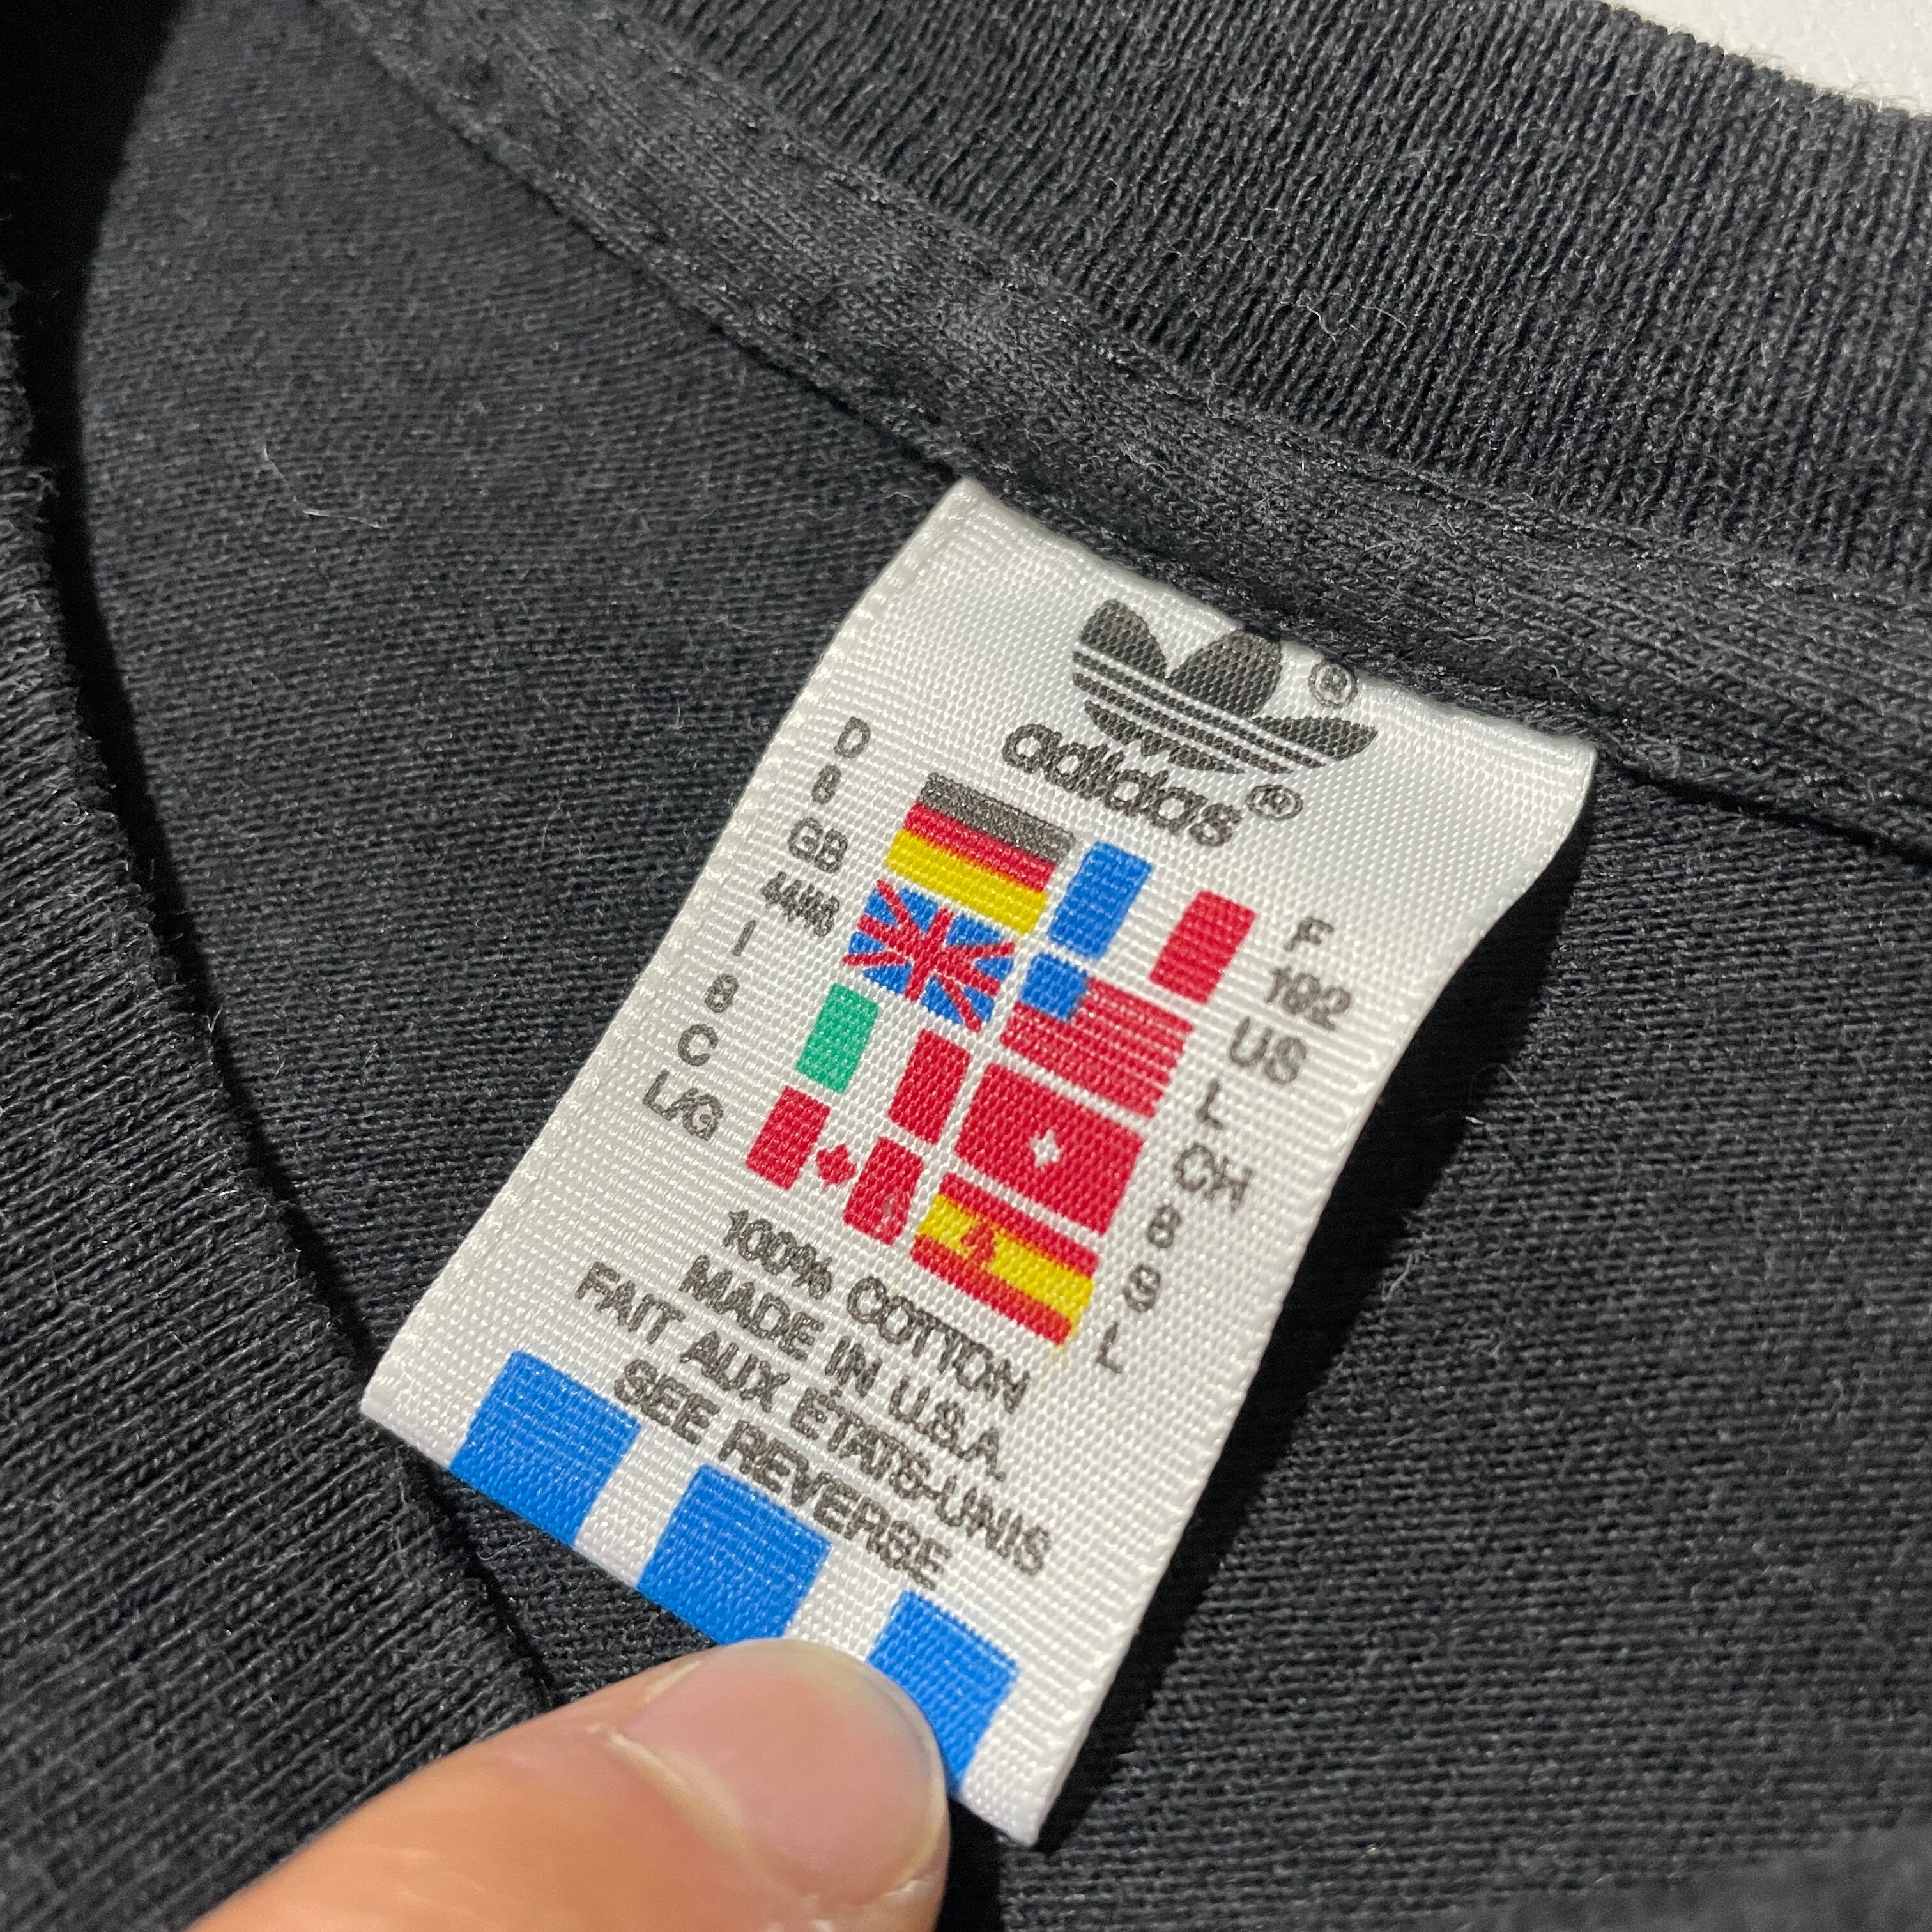 ®
adidas®
D
8
GB
44/46
I
8
C
L/G
F
192
US
L
CH
8
S
L
100% COTTON
MADE IN U.S.A.
FAIT AUX ÉTATS-UNIS
SEE REVERSE